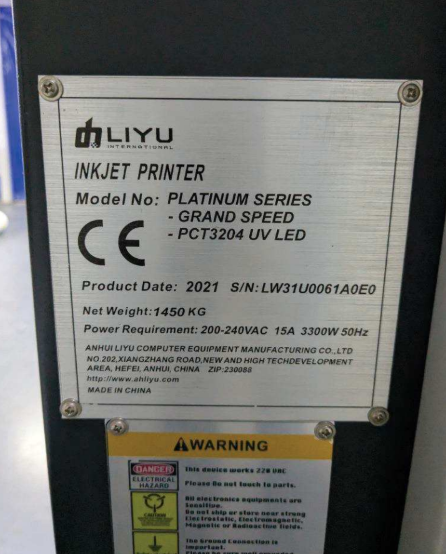 LIYU
INTERNATIONAL
INKJET PRINTER
Model No: PLATINUM SERIES
- GRAND SPEED
- PCT3204 UV LED
CE
Product Date: 2021 S/N: LW31U0061A0E0
Net Weight: 1450 KG
Power Requirement: 200-240VAC 15A 3300W 50Hz
ANHUI LIYU COMPUTER EQUIPMENT MANUFACTURING CO.,LTD
NO.202,XIANGZHANG ROAD,NEW AND HIGH TECHDEVELOPMENT
AREA, HEFEI, ANHUI, CHINA ZIP:230088
http://www.ahliyu.com
MADE IN CHINA
WARNING
DANGER
ELECTRICAL
HAZARD
This device works 220 VAC
Please Do not touch to parts.
CAUTION
All electronics equipments are
Sensitive.
Do not ship or store near strong
Electrostatic, Electromagnetic,
Magnetic or Radioactive fields.
The Ground Connection is
important.